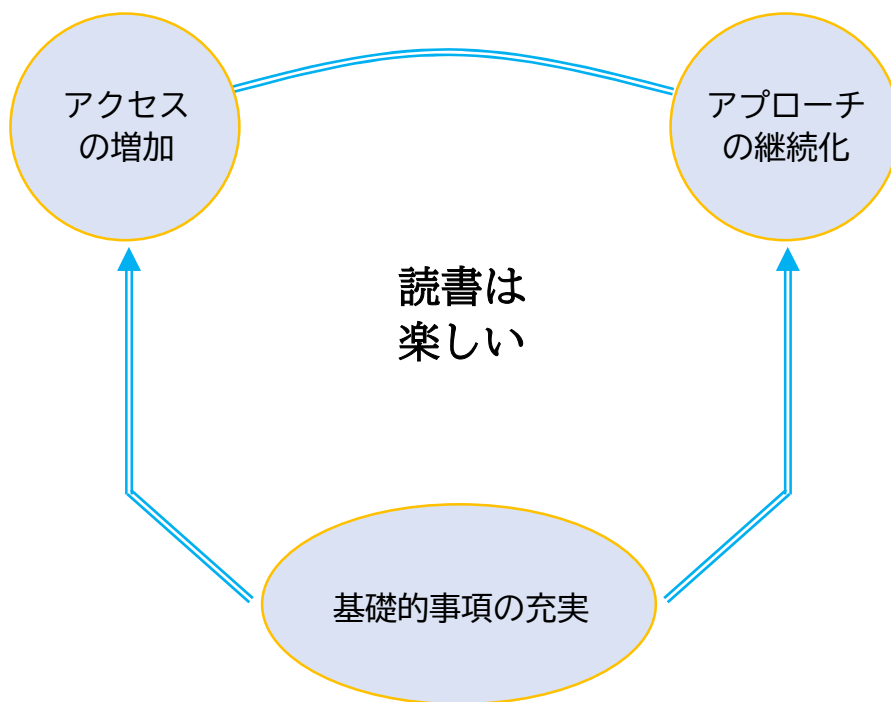 アクセス
の増加
アプローチ
の継続化
読書は
楽しい
基礎的事項の充実